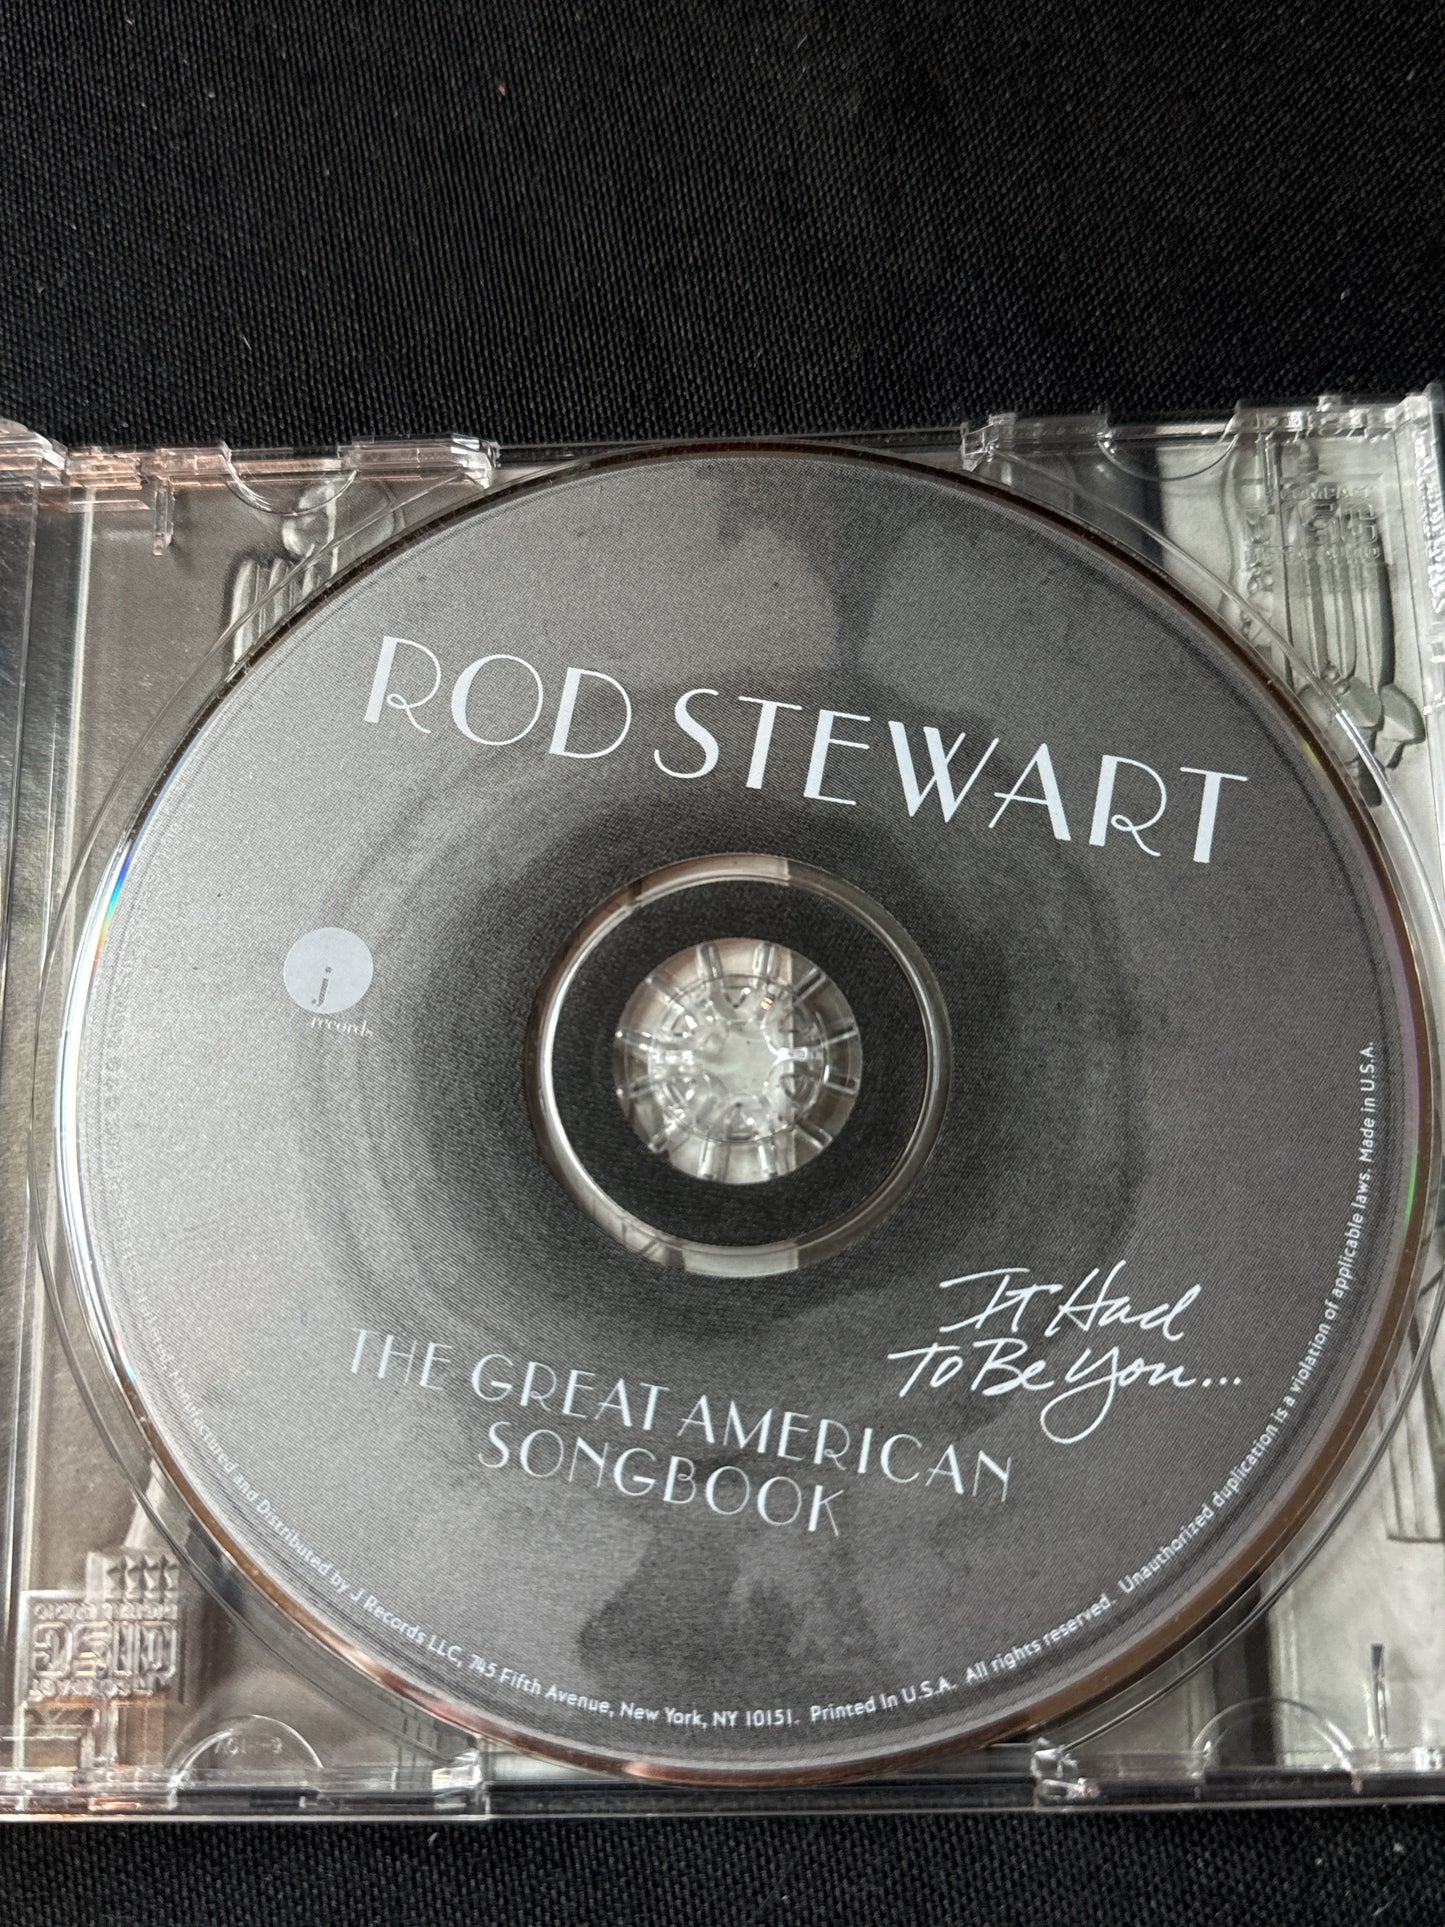 ROD STEWART
j
records
It Had
To Be You...
THE GREAT AMERICAN
SONGBOOK
Manufactured and Distributed by J Records LLC, 745 Fifth Avenue, New York, NY 10151. Printed In U.S.A. All rights reserved. Unauthorized duplication is a violation of applicable laws. Made in U.S.A.
COMPACT
disc